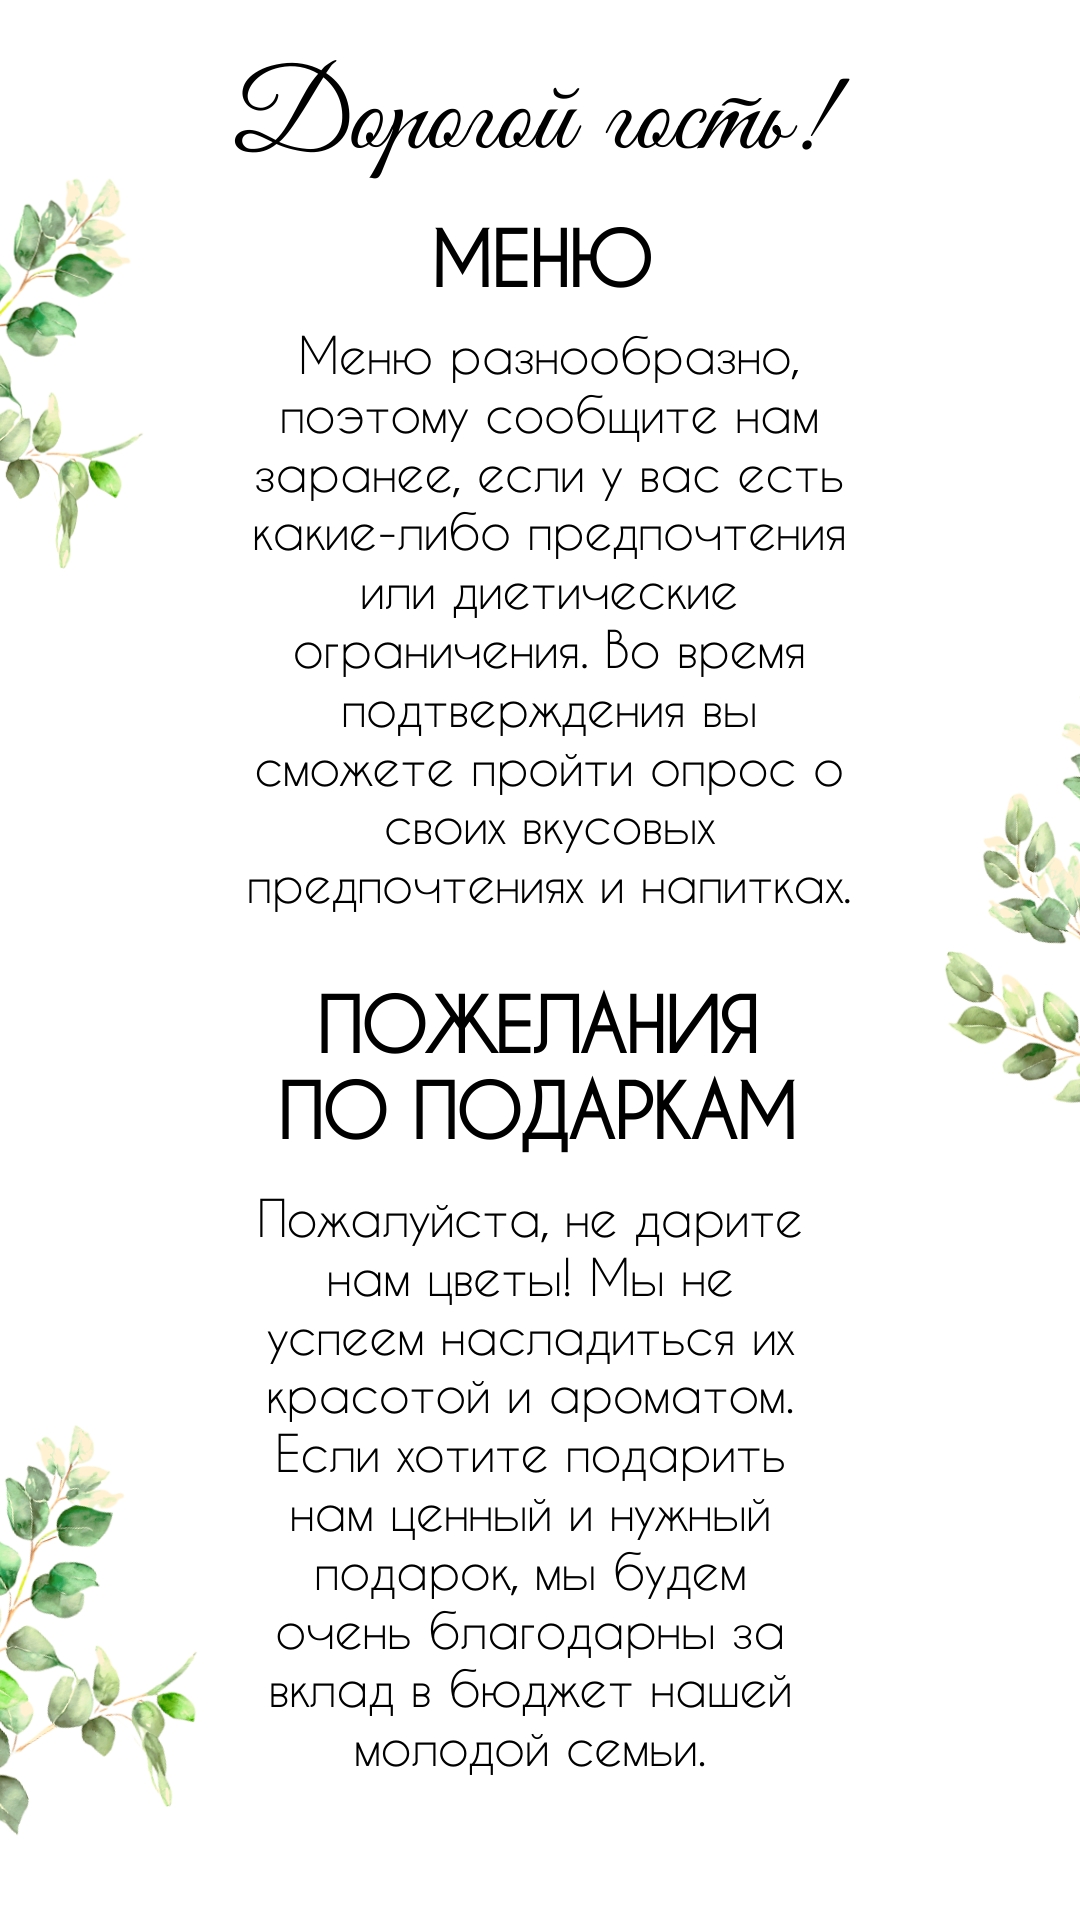 Дорогой гость!
МЕНЮ
Меню разнообразно,
поэтому сообщите нам
заранее, если у вас есть
какие-либо предпочтения
или диетические
ограничения. Во время
подтверждения вы
сможете пройти опрос о
своих вкусовых
предпочтениях и напитках.
ПОЖЕЛАНИЯ
ПО ПОДАРКАМ
Пожалуйста, не дарите
нам цветы! Мы не
успеем насладиться их
красотой и ароматом.
Если хотите подарить
нам ценный и нужный
подарок, мы будем
очень благодарны за
вклад в бюджет нашей
молодой семьи.